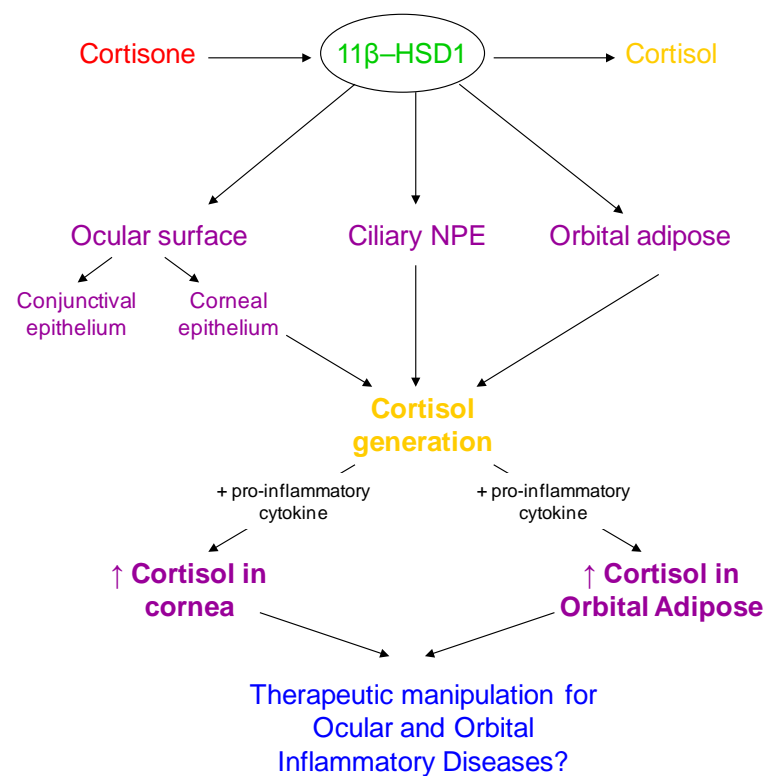 Cortisone
11β–HSD1
Cortisol
Ocular surface
Ciliary NPE
Orbital adipose
Conjunctival
epithelium
Corneal
epithelium
Cortisol
generation
+ pro-inflammatory
cytokine
+ pro-inflammatory
cytokine
↑ Cortisol in
cornea
↑ Cortisol in
Orbital Adipose
Therapeutic manipulation for
Ocular and Orbital
Inflammatory Diseases?